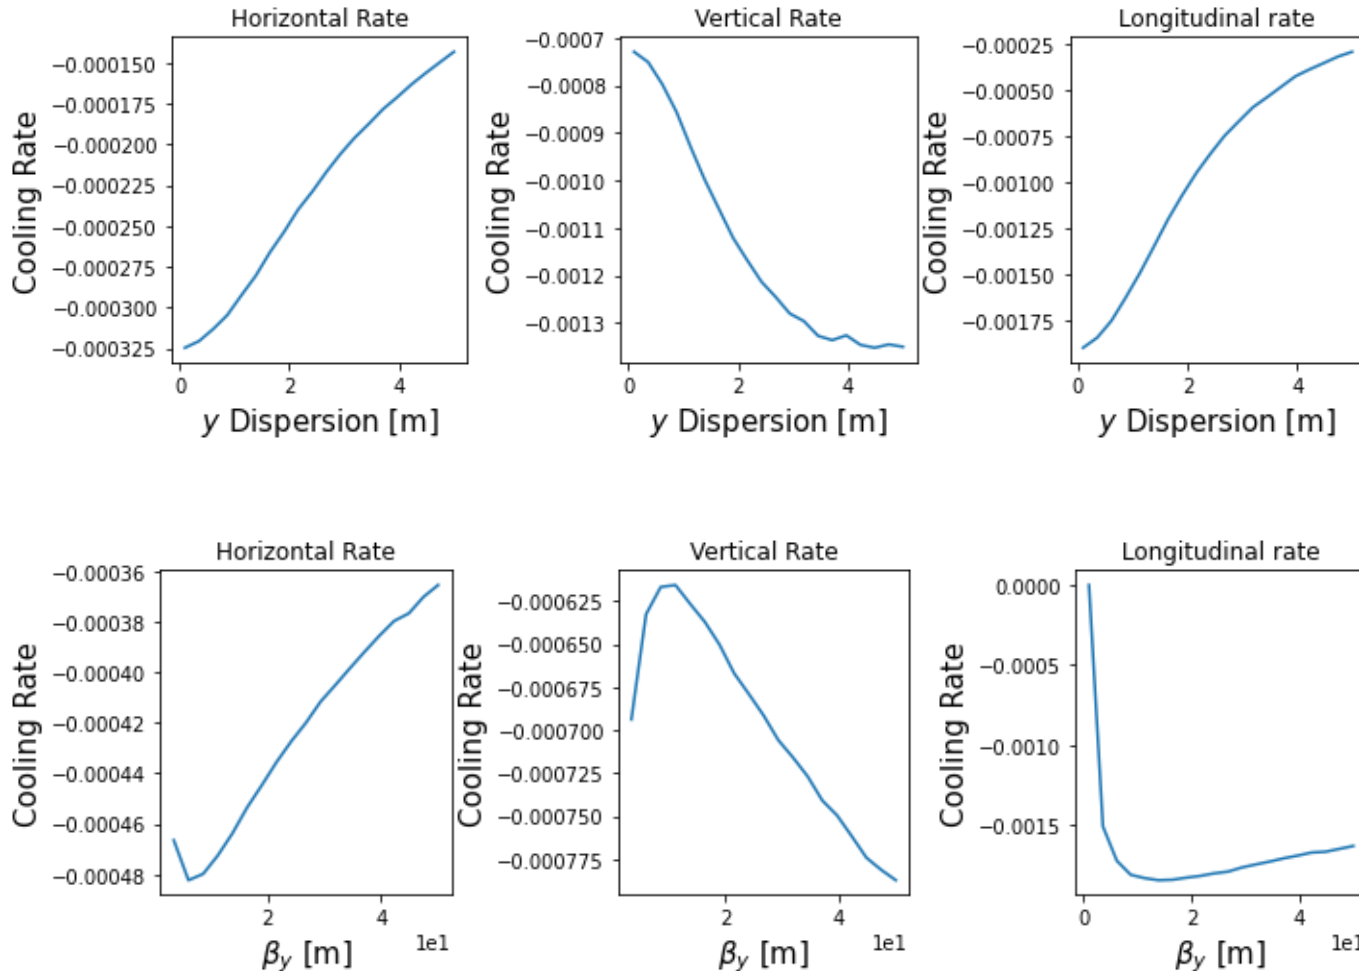 Horizontal Rate
Cooling Rate
−0.000150
−0.000175
−0.000200
−0.000225
−0.000250
−0.000275
−0.000300
−0.000325
0 2 4
y Dispersion [m]
Vertical Rate
Cooling Rate
−0.0007
−0.0008
−0.0009
−0.0010
−0.0011
−0.0012
−0.0013
0 2 4
y Dispersion [m]
Longitudinal rate
Cooling Rate
−0.00025
−0.00050
−0.00075
−0.00100
−0.00125
−0.00150
−0.00175
0 2 4
y Dispersion [m]
Horizontal Rate
Cooling Rate
−0.00036
−0.00038
−0.00040
−0.00042
−0.00044
−0.00046
−0.00048
2 4
1e1
βy [m]
Vertical Rate
Cooling Rate
−0.000625
−0.000650
−0.000675
−0.000700
−0.000725
−0.000750
−0.000775
2 4
1e1
βy [m]
Longitudinal rate
Cooling Rate
0.0000
−0.0005
−0.0010
−0.0015
0 2 4
1e1
βy [m]